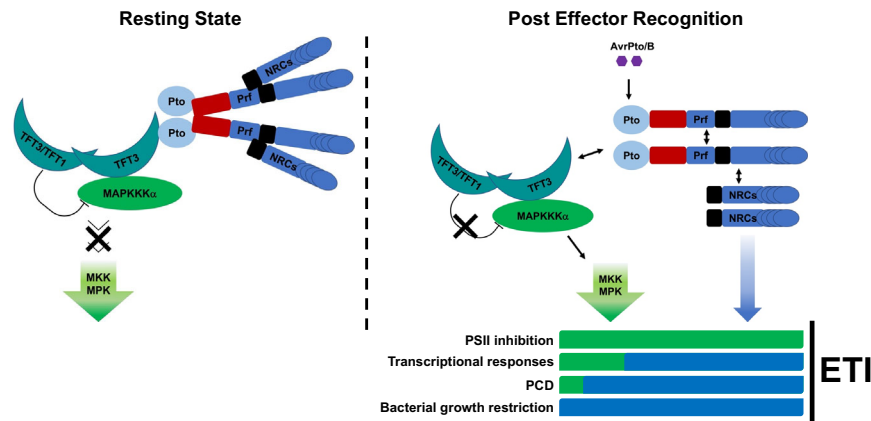 Resting State
NRCs
Pto
Prf
Pto
Prf
NRCs
TFT3/TFT1
TFT3
MAPKKKα
MKK
MPK
Post Effector Recognition
AvrPto/B
Pto
Prf
Pto
Prf
TFT3/TFT1
TFT3
MAPKKKα
NRCs
NRCs
MKK
MPK
PSII inhibition
Transcriptional responses
PCD
Bacterial growth restriction
ETI